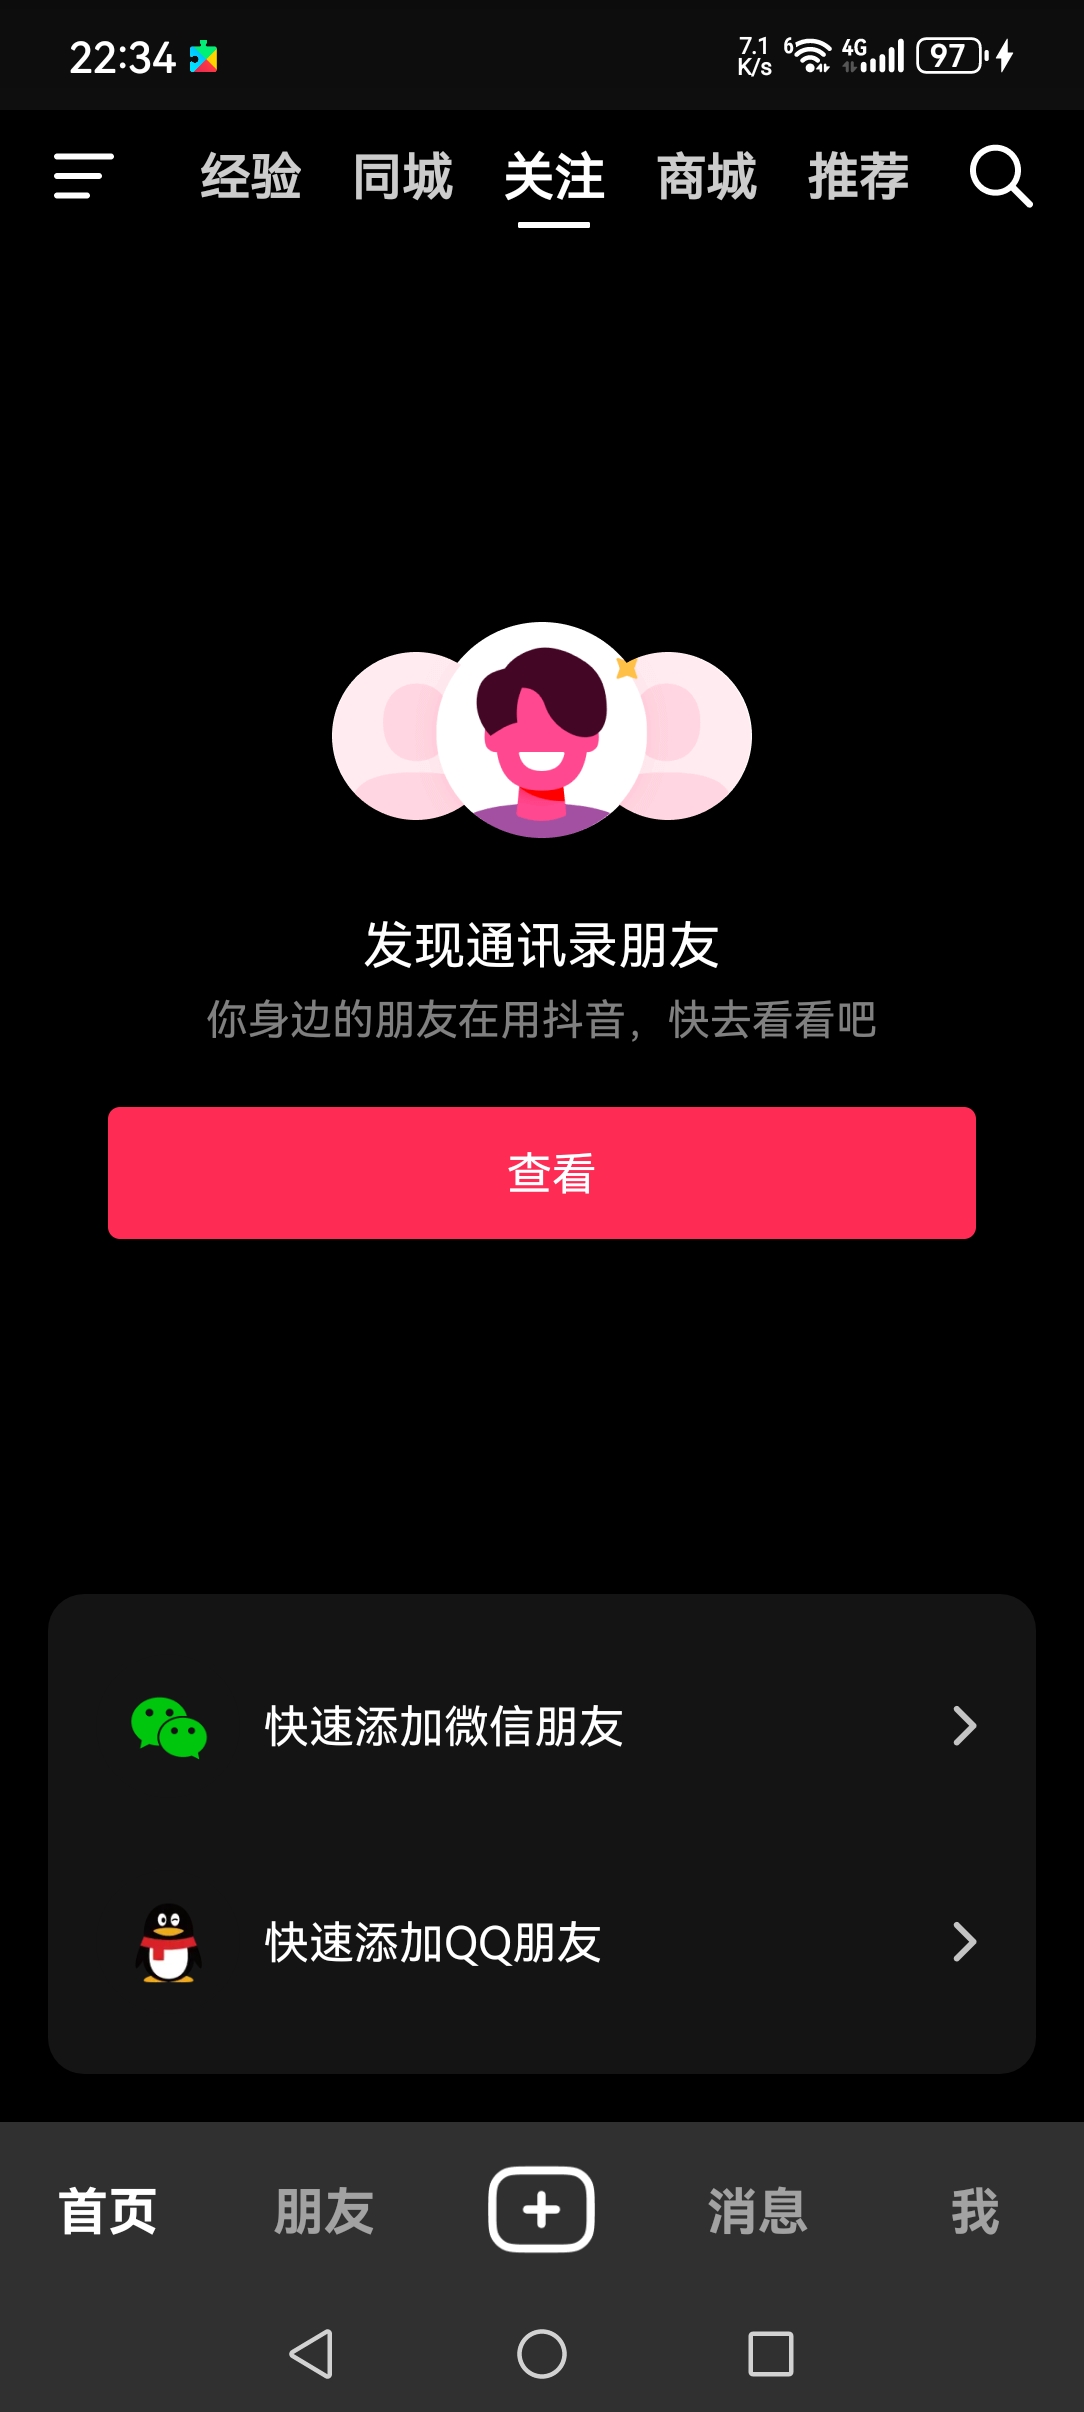 22:34
7.1 K/s 6 4G 97
经验 同城 关注 商城 推荐
发现通讯录朋友
你身边的朋友在用抖音，快去看看吧
查看
快速添加微信朋友
快速添加QQ朋友
首页 朋友 消息 我